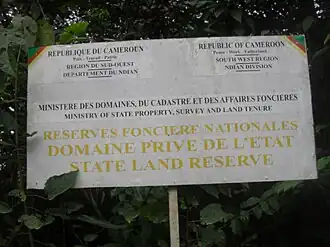 REPUBLIQUE DU CAMEROUN
Paix - Travail - Patrie
REGION DU SUD-OUEST
DEPARTEMENT DU NDIAN
REPUBLIC OF CAMEROON
Peace - Work - Fatherland
SOUTH WEST REGION
NDIAN DIVISION
MINISTERE DES DOMAINES, DU CADASTRE ET DES AFFAIRES FONCIERES
MINISTRY OF STATE PROPERTY, SURVEY AND LAND TENURE
RESERVES FONCIERE NATIONALES
DOMAINE PRIVE DE L'ETAT
STATE LAND RESERVE